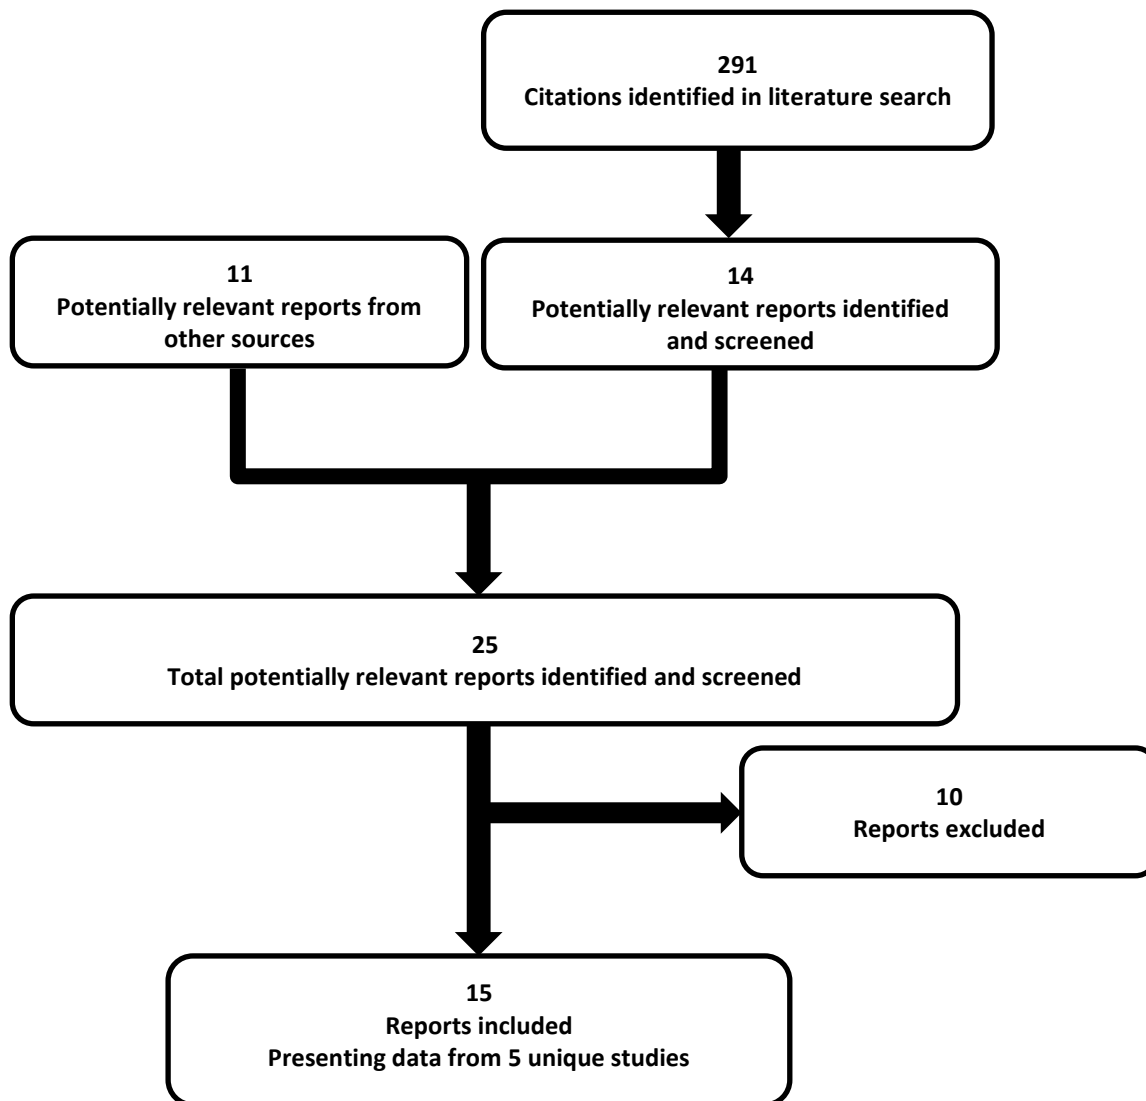 291
Citations identified in literature search
11
Potentially relevant reports from
other sources
14
Potentially relevant reports identified
and screened
25
Total potentially relevant reports identified and screened
10
Reports excluded
15
Reports included
Presenting data from 5 unique studies